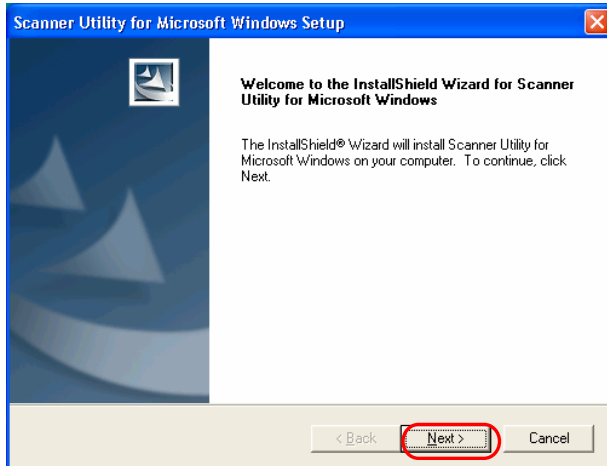 Scanner Utility for Microsoft Windows Setup
Welcome to the InstallShield Wizard for Scanner
Utility for Microsoft Windows
The InstallShield® Wizard will install Scanner Utility for
Microsoft Windows on your computer. To continue, click
Next.
< Back
Next >
Cancel